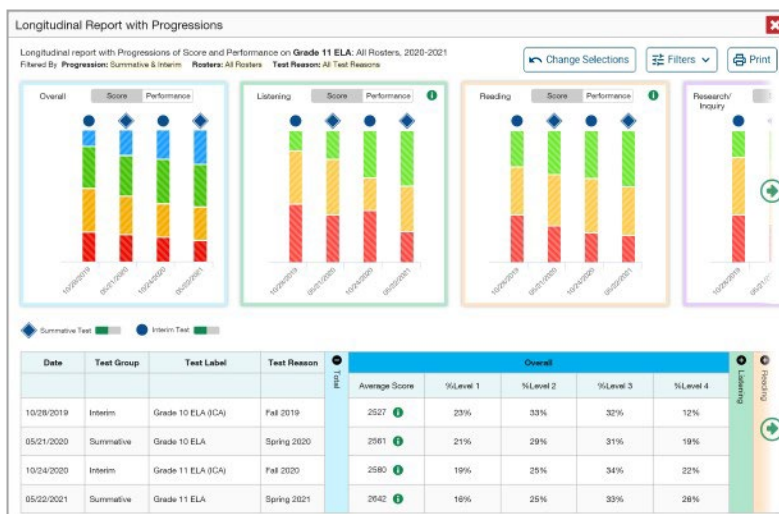 Longitudinal Report with Progressions
Longitudinal report with Progressions of Score and Performance on Grade 11 ELA: All Rosters, 2020-2021
Filtered By Progression: Summative & Interim Rosters: All Rosters Test Reason: All Test Reasons
Change Selections Filters Print
Overall Score Performance
10/28/2019 05/21/2020 10/24/2020 05/22/2021
Listening Score Performance
10/28/2019 05/21/2020 10/24/2020 05/22/2021
Reading Score Performance
10/28/2019 05/21/2020 10/24/2020 05/22/2021
Research/
Inquiry
10/28/2019
Summative Test Interim Test
Date Test Group Test Label Test Reason Total Overall Listening Reading
Average Score %Level 1 %Level 2 %Level 3 %Level 4
10/28/2019 Interim Grade 10 ELA (ICA) Fall 2019 2527 23% 33% 32% 12%
05/21/2020 Summative Grade 10 ELA Spring 2020 2561 21% 29% 31% 19%
10/24/2020 Interim Grade 11 ELA (ICA) Fall 2020 2580 19% 25% 34% 22%
05/22/2021 Summative Grade 11 ELA Spring 2021 2642 16% 25% 33% 26%